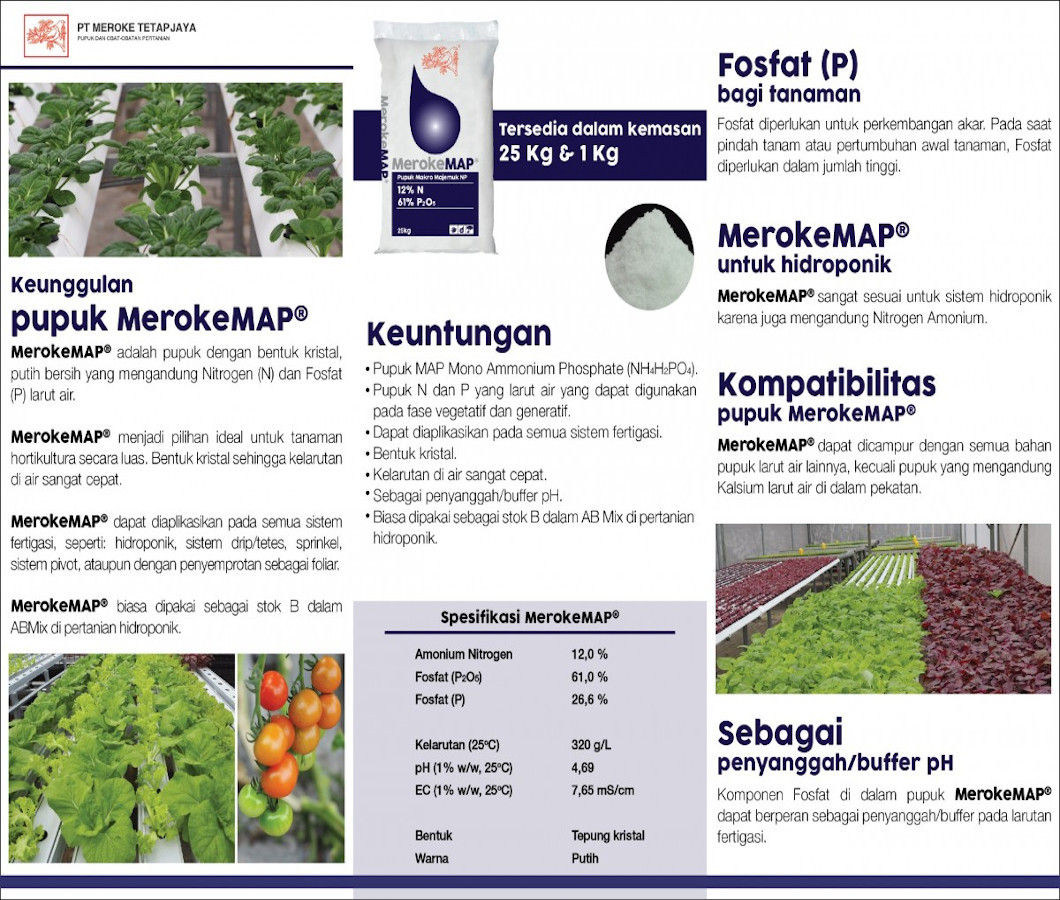 PT MEROKE TETAPJAYA
PUPUK DAN OBAT-OBATAN PERTANIAN
Keunggulan
pupuk MerokeMAP®
MerokeMAP® adalah pupuk dengan bentuk kristal,
putih bersih yang mengandung Nitrogen (N) dan Fosfat
(P) larut air.
MerokeMAP® menjadi pilihan ideal untuk tanaman
hortikultura secara luas. Bentuk kristal sehingga kelarutan
di air sangat cepat.
MerokeMAP® dapat diaplikasikan pada semua sistem
fertigasi, seperti: hidroponik, sistem drip/tetes, sprinkel,
sistem pivot, ataupun dengan penyemprotan sebagai foliar.
MerokeMAP® biasa dipakai sebagai stok B dalam
ABMix di pertanian hidroponik.
MerokeMAP®
MerokeMAP®
Pupuk Makro Majemuk NP
12% N
61% P₂O₅
25kg
Tersedia dalam kemasan
25 Kg & 1 Kg
Keuntungan
• Pupuk MAP Mono Ammonium Phosphate (NH₄H₂PO₄).
• Pupuk N dan P yang larut air yang dapat digunakan
pada fase vegetatif dan generatif.
• Dapat diaplikasikan pada semua sistem fertigasi.
• Bentuk kristal.
• Kelarutan di air sangat cepat.
• Sebagai penyanggah/buffer pH.
• Biasa dipakai sebagai stok B dalam AB Mix di pertanian
hidroponik.
Spesifikasi MerokeMAP®
Amonium Nitrogen 12,0 %
Fosfat (P₂O₅) 61,0 %
Fosfat (P) 26,6 %
Kelarutan (25ºC) 320 g/L
pH (1% w/w, 25ºC) 4,69
EC (1% w/w, 25ºC) 7,65 mS/cm
Bentuk Tepung kristal
Warna Putih
Fosfat (P)
bagi tanaman
Fosfat diperlukan untuk perkembangan akar. Pada saat
pindah tanam atau pertumbuhan awal tanaman, Fosfat
diperlukan dalam jumlah tinggi.
MerokeMAP®
untuk hidroponik
MerokeMAP® sangat sesuai untuk sistem hidroponik
karena juga mengandung Nitrogen Amonium.
Kompatibilitas
pupuk MerokeMAP®
MerokeMAP® dapat dicampur dengan semua bahan
pupuk larut air lainnya, kecuali pupuk yang mengandung
Kalsium larut air di dalam pekatan.
Sebagai
penyanggah/buffer pH
Komponen Fosfat di dalam pupuk MerokeMAP®
dapat berperan sebagai penyanggah/buffer pada larutan
fertigasi.